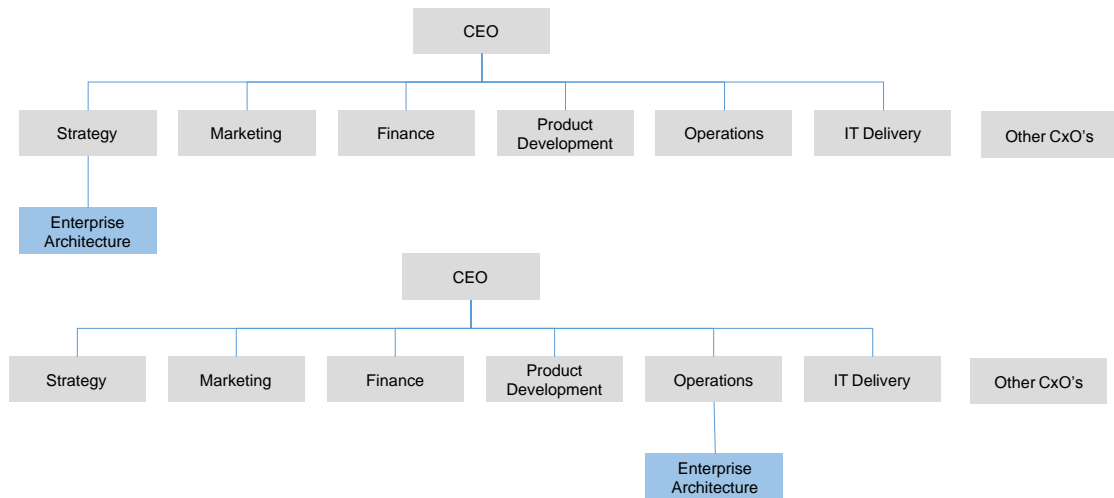 CEO
Strategy
Marketing
Finance
Product
Development
Operations
IT Delivery
Other CxO's
Enterprise
Architecture
CEO
Strategy
Marketing
Finance
Product
Development
Operations
IT Delivery
Other CxO's
Enterprise
Architecture